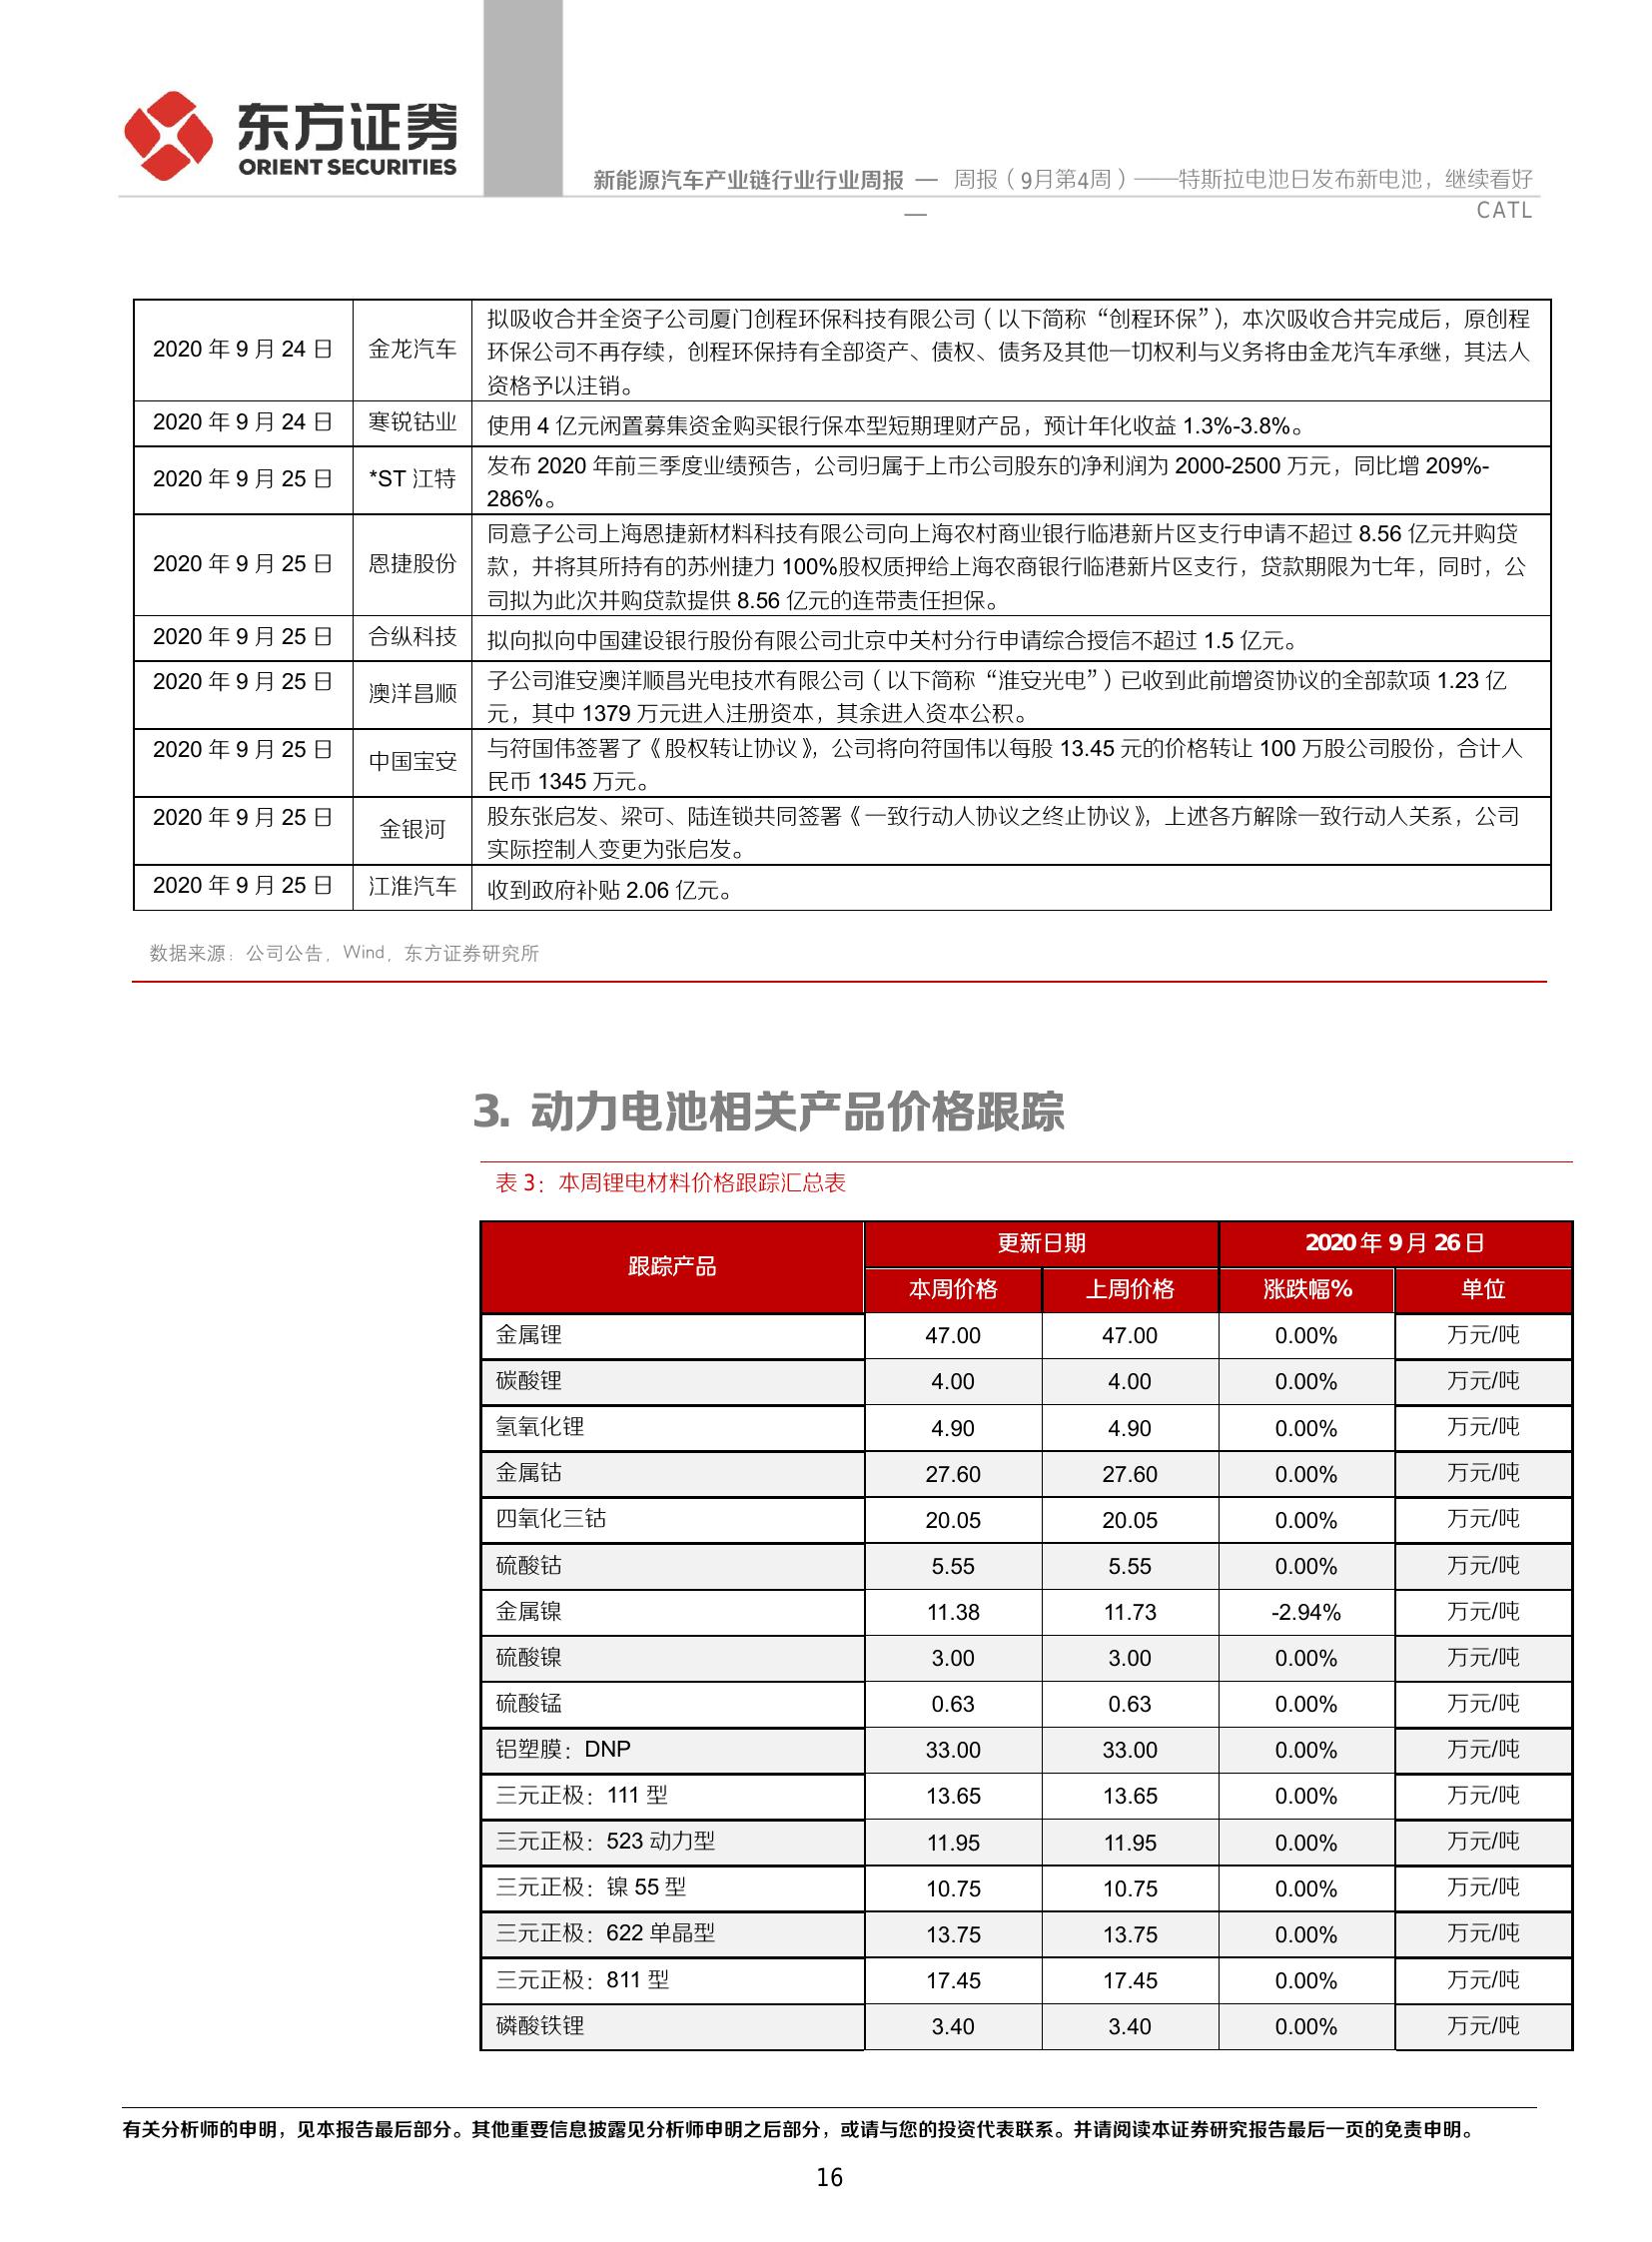 东方证券
ORIENT SECURITIES
新能源汽车产业链行业行业周报 — 周报（9月第4周）——特斯拉电池日发布新电池，继续看好
—
CATL
2020 年 9 月 24 日 金龙汽车
拟吸收合并全资子公司厦门创程环保科技有限公司（以下简称“创程环保”），本次吸收合并完成后，原创程
环保公司不再存续，创程环保持有全部资产、债权、债务及其他一切权利与义务将由金龙汽车承继，其法人
资格予以注销。
2020 年 9 月 24 日 寒锐钴业 使用 4 亿元闲置募集资金购买银行保本型短期理财产品，预计年化收益 1.3%-3.8%。
2020 年 9 月 25 日 *ST 江特
发布 2020 年前三季度业绩预告，公司归属于上市公司股东的净利润为 2000-2500 万元，同比增 209%-
286%。
2020 年 9 月 25 日 恩捷股份
同意子公司上海恩捷新材料科技有限公司向上海农村商业银行临港新片区支行申请不超过 8.56 亿元并购贷
款，并将其所持有的苏州捷力 100%股权质押给上海农商银行临港新片区支行，贷款期限为七年，同时，公
司拟为此次并购贷款提供 8.56 亿元的连带责任担保。
2020 年 9 月 25 日 合纵科技 拟向拟向中国建设银行股份有限公司北京中关村分行申请综合授信不超过 1.5 亿元。
2020 年 9 月 25 日 澳洋昌顺
子公司淮安澳洋顺昌光电技术有限公司（以下简称“淮安光电”）已收到此前增资协议的全部款项 1.23 亿
元，其中 1379 万元进入注册资本，其余进入资本公积。
2020 年 9 月 25 日 中国宝安
与符国伟签署了《股权转让协议》，公司将向符国伟以每股 13.45 元的价格转让 100 万股公司股份，合计人
民币 1345 万元。
2020 年 9 月 25 日 金银河
股东张启发、梁可、陆连锁共同签署《一致行动人协议之终止协议》，上述各方解除一致行动人关系，公司
实际控制人变更为张启发。
2020 年 9 月 25 日 江淮汽车 收到政府补贴 2.06 亿元。
数据来源：公司公告，Wind，东方证券研究所
3. 动力电池相关产品价格跟踪
表 3：本周锂电材料价格跟踪汇总表
跟踪产品 更新日期 2020 年 9 月 26 日
本周价格 上周价格 涨跌幅% 单位
金属锂 47.00 47.00 0.00% 万元/吨
碳酸锂 4.00 4.00 0.00% 万元/吨
氢氧化锂 4.90 4.90 0.00% 万元/吨
金属钴 27.60 27.60 0.00% 万元/吨
四氧化三钴 20.05 20.05 0.00% 万元/吨
硫酸钴 5.55 5.55 0.00% 万元/吨
金属镍 11.38 11.73 -2.94% 万元/吨
硫酸镍 3.00 3.00 0.00% 万元/吨
硫酸锰 0.63 0.63 0.00% 万元/吨
铝塑膜：DNP 33.00 33.00 0.00% 万元/吨
三元正极：111 型 13.65 13.65 0.00% 万元/吨
三元正极：523 动力型 11.95 11.95 0.00% 万元/吨
三元正极：镍 55 型 10.75 10.75 0.00% 万元/吨
三元正极：622 单晶型 13.75 13.75 0.00% 万元/吨
三元正极：811 型 17.45 17.45 0.00% 万元/吨
磷酸铁锂 3.40 3.40 0.00% 万元/吨
有关分析师的申明，见本报告最后部分。其他重要信息披露见分析师申明之后部分，或请与您的投资代表联系。并请阅读本证券研究报告最后一页的免责申明。
16